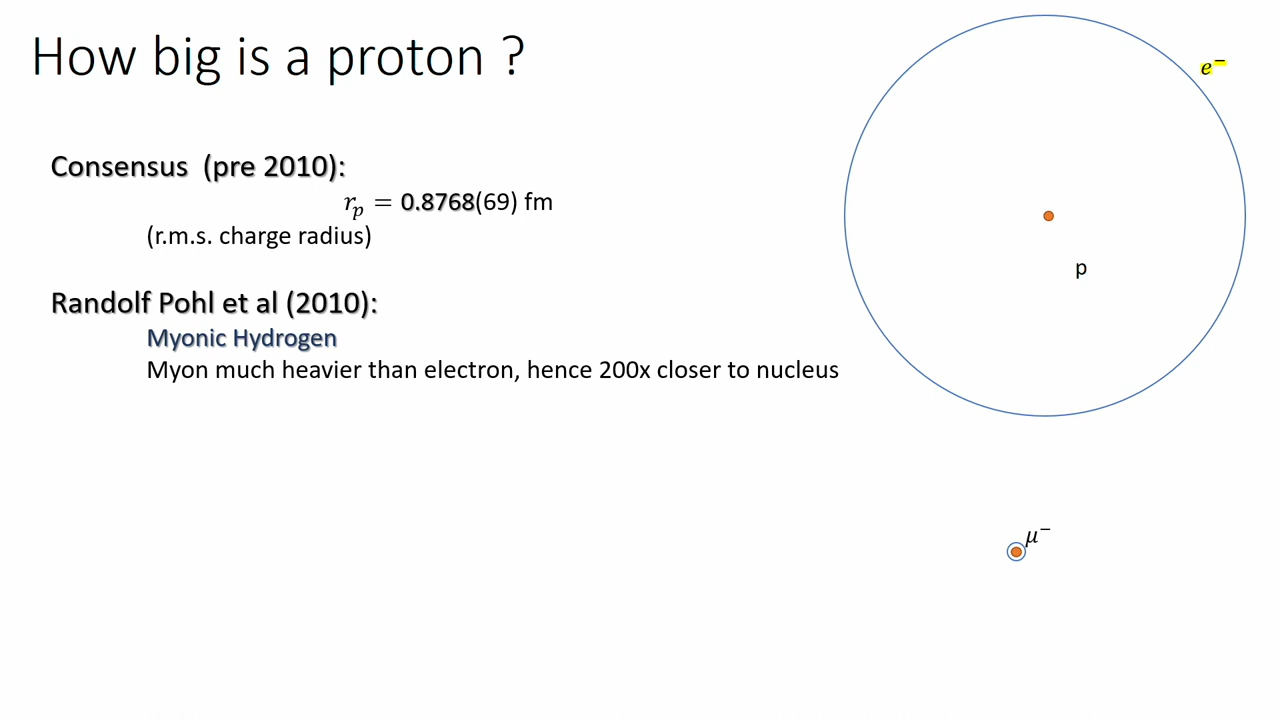 How big is a proton ?
e⁻
Consensus (pre 2010):
rₚ = 0.8768(69) fm
(r.m.s. charge radius)
p
Randolf Pohl et al (2010):
Myonic Hydrogen
Myon much heavier than electron, hence 200x closer to nucleus
μ⁻